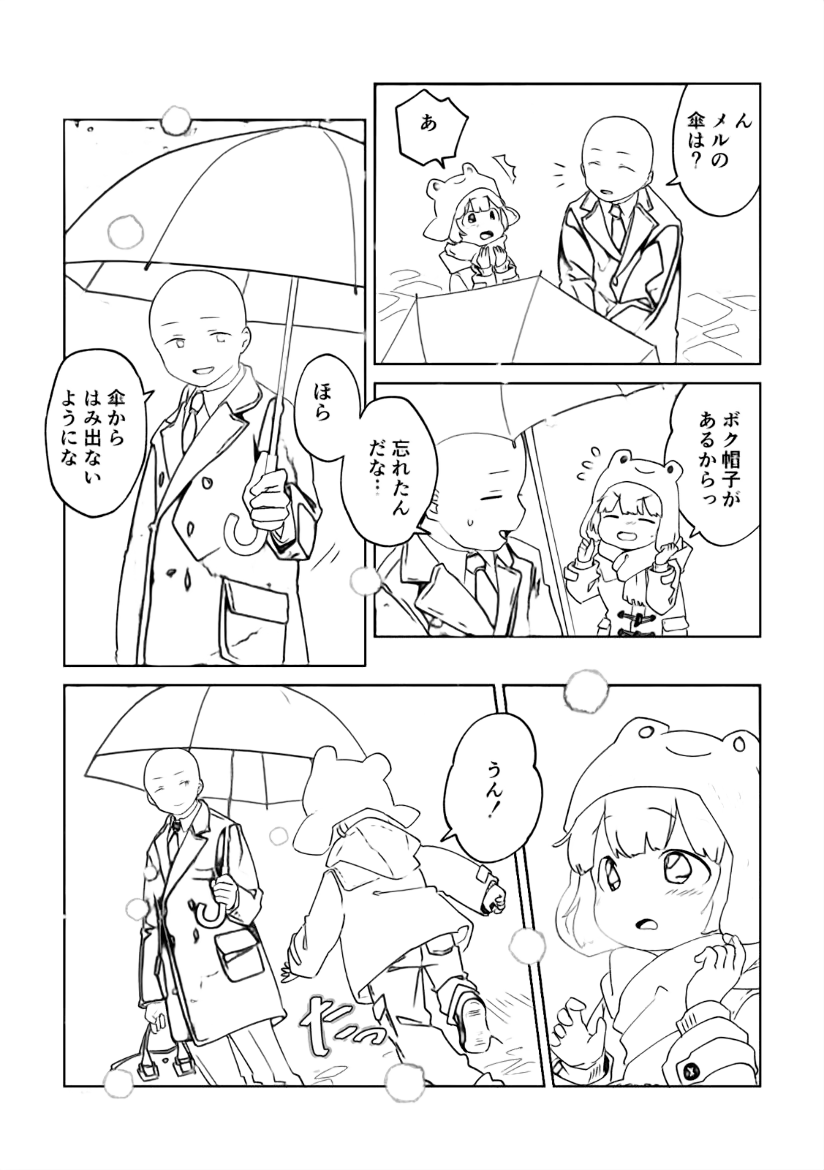 ん
メルの
傘は?
あ
ボク帽子が
あるからっ
忘れたん
だな…
ほら
傘から
はみ出ない
ようにな
うん!
だっ